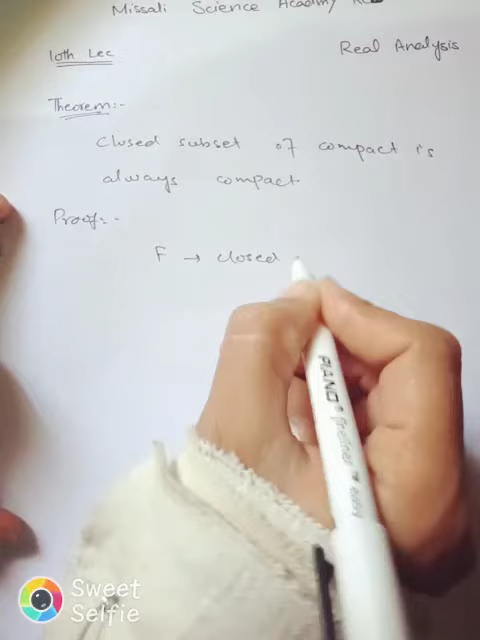 Missali Science Academy
10th Lec
Real Analysis
Theorem:-
Closed subset of compact is
always compact
Proof:-
F → closed
PIANO
Sweet
Selfie